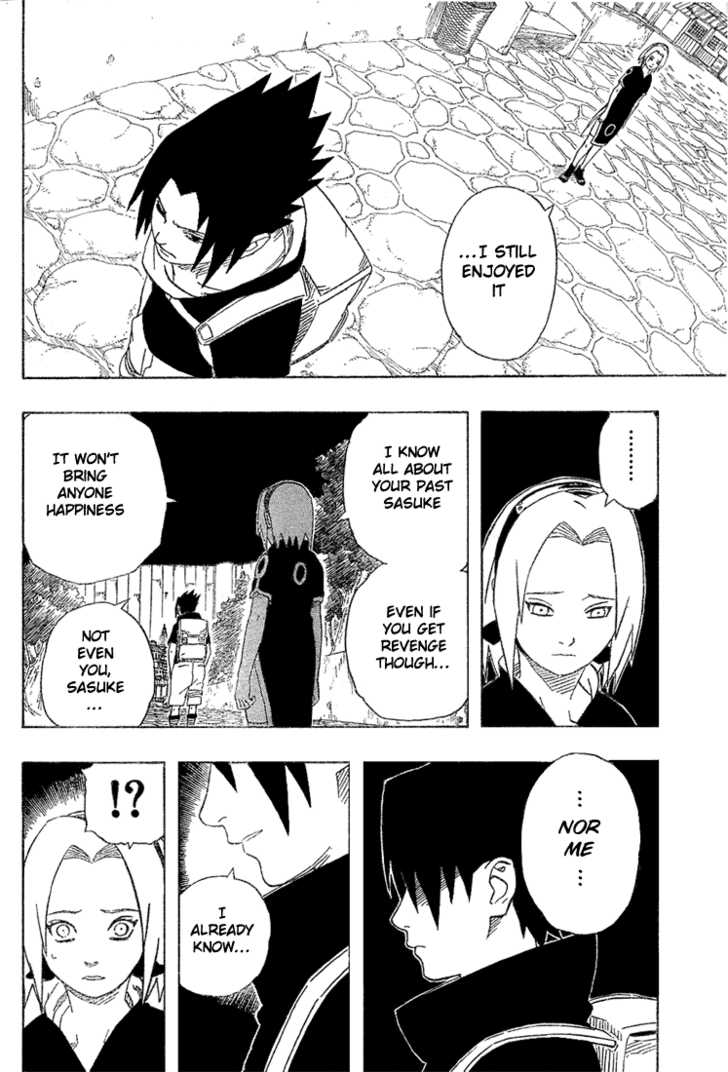 ...I STILL
ENJOYED
IT
.........
I KNOW
ALL ABOUT
YOUR PAST
SASUKE
EVEN IF
YOU GET
REVENGE
THOUGH...
IT WON'T
BRING
ANYONE
HAPPINESS
NOT
EVEN
YOU,
SASUKE
...
...
NOR
ME
...
I
ALREADY
KNOW...
!?